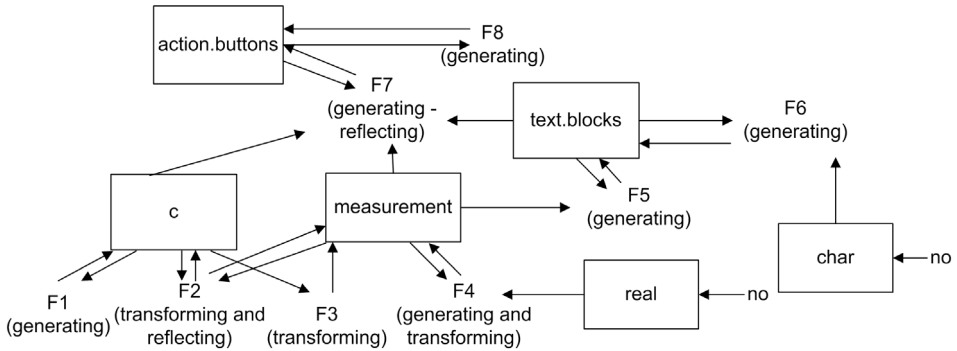 action.buttons
F8
(generating)
F7
(generating -
reflecting)
text.blocks
F6
(generating)
c
measurement
F5
(generating)
char
no
real
no
F1
(generating)
F2
(transforming and
reflecting)
F3
(transforming)
F4
(generating and
transforming)